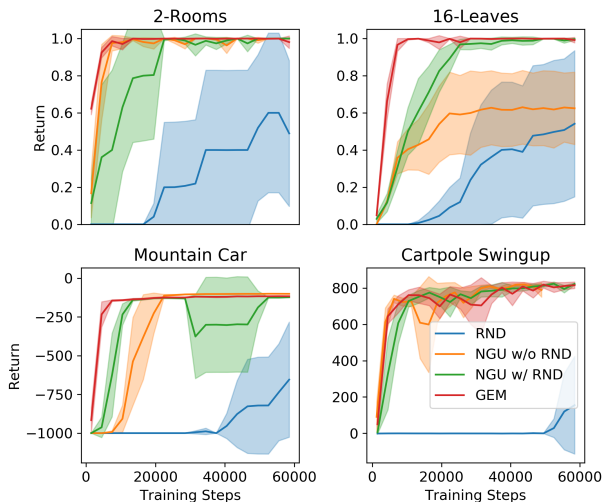 2-Rooms
16-Leaves
1.0
0.8
0.6
0.4
0.2
0.0
Return
1.0
0.8
0.6
0.4
0.2
0.0
Mountain Car
Cartpole Swingup
0
−250
−500
−750
−1000
Return
800
600
400
200
0
RND
NGU w/o RND
NGU w/ RND
GEM
0 20000 40000 60000
Training Steps
0 20000 40000 60000
Training Steps